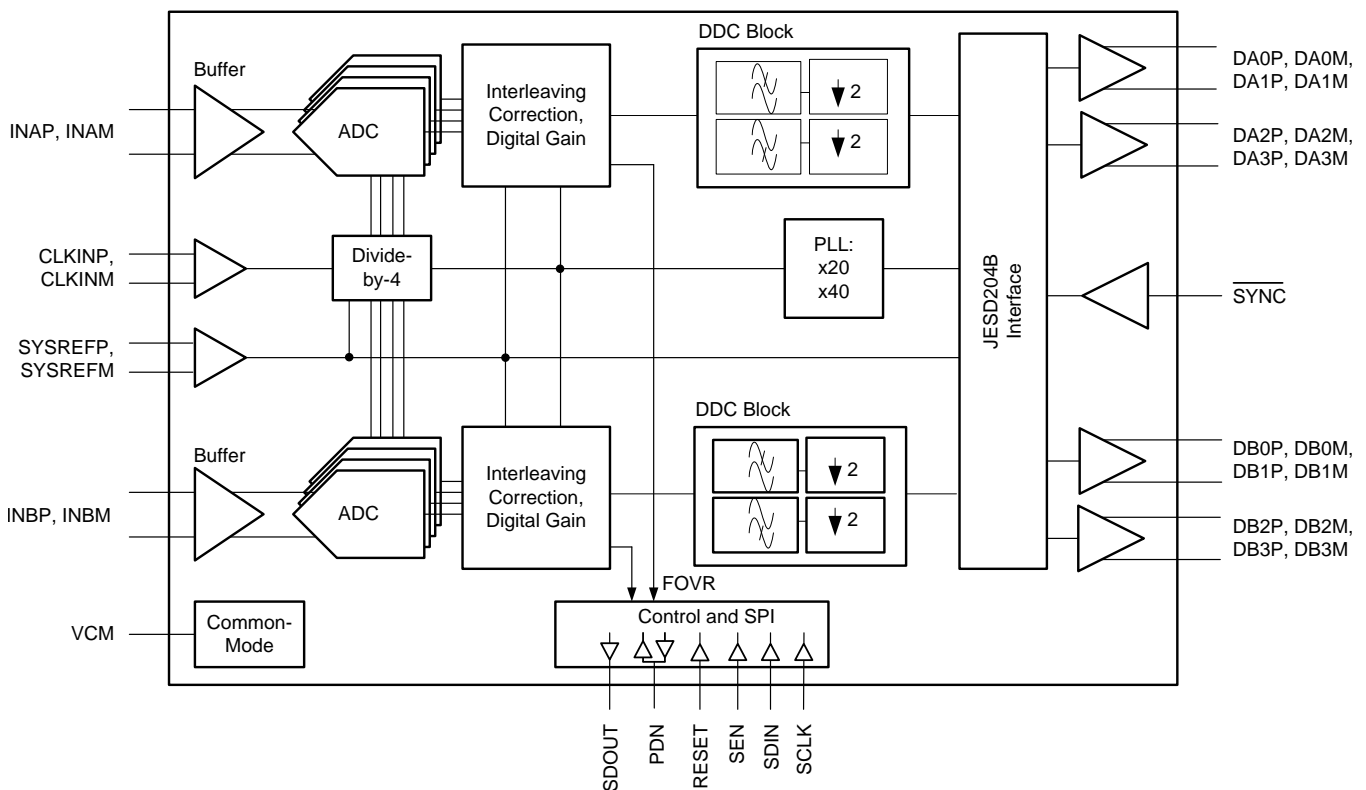 DDC Block
Buffer
INAP, INAM
ADC
Interleaving
Correction,
Digital Gain
2
2
DA0P, DA0M,
DA1P, DA1M
DA2P, DA2M,
DA3P, DA3M
CLKINP,
CLKINM
Divide-
by-4
PLL:
x20
x40
JESD204B
Interface
SYNC
SYSREFP,
SYSREFM
DDC Block
Buffer
INBP, INBM
ADC
Interleaving
Correction,
Digital Gain
2
2
DB0P, DB0M,
DB1P, DB1M
DB2P, DB2M,
DB3P, DB3M
FOVR
VCM
Common-
Mode
Control and SPI
SDOUT
PDN
RESET
SEN
SDIN
SCLK